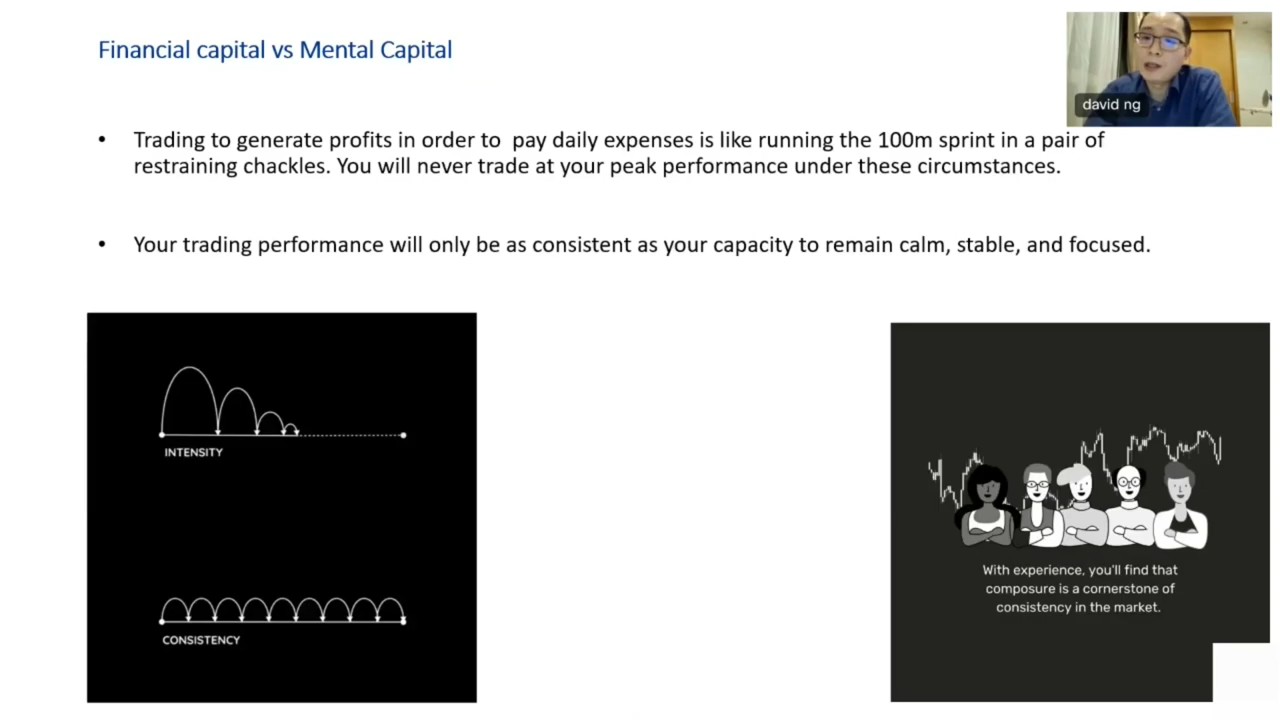 Financial capital vs Mental Capital
david ng
• Trading to generate profits in order to  pay daily expenses is like running the 100m sprint in a pair of
restraining chackles. You will never trade at your peak performance under these circumstances.
• Your trading performance will only be as consistent as your capacity to remain calm, stable, and focused.
INTENSITY
CONSISTENCY
With experience, you'll find that
composure is a cornerstone of
consistency in the market.